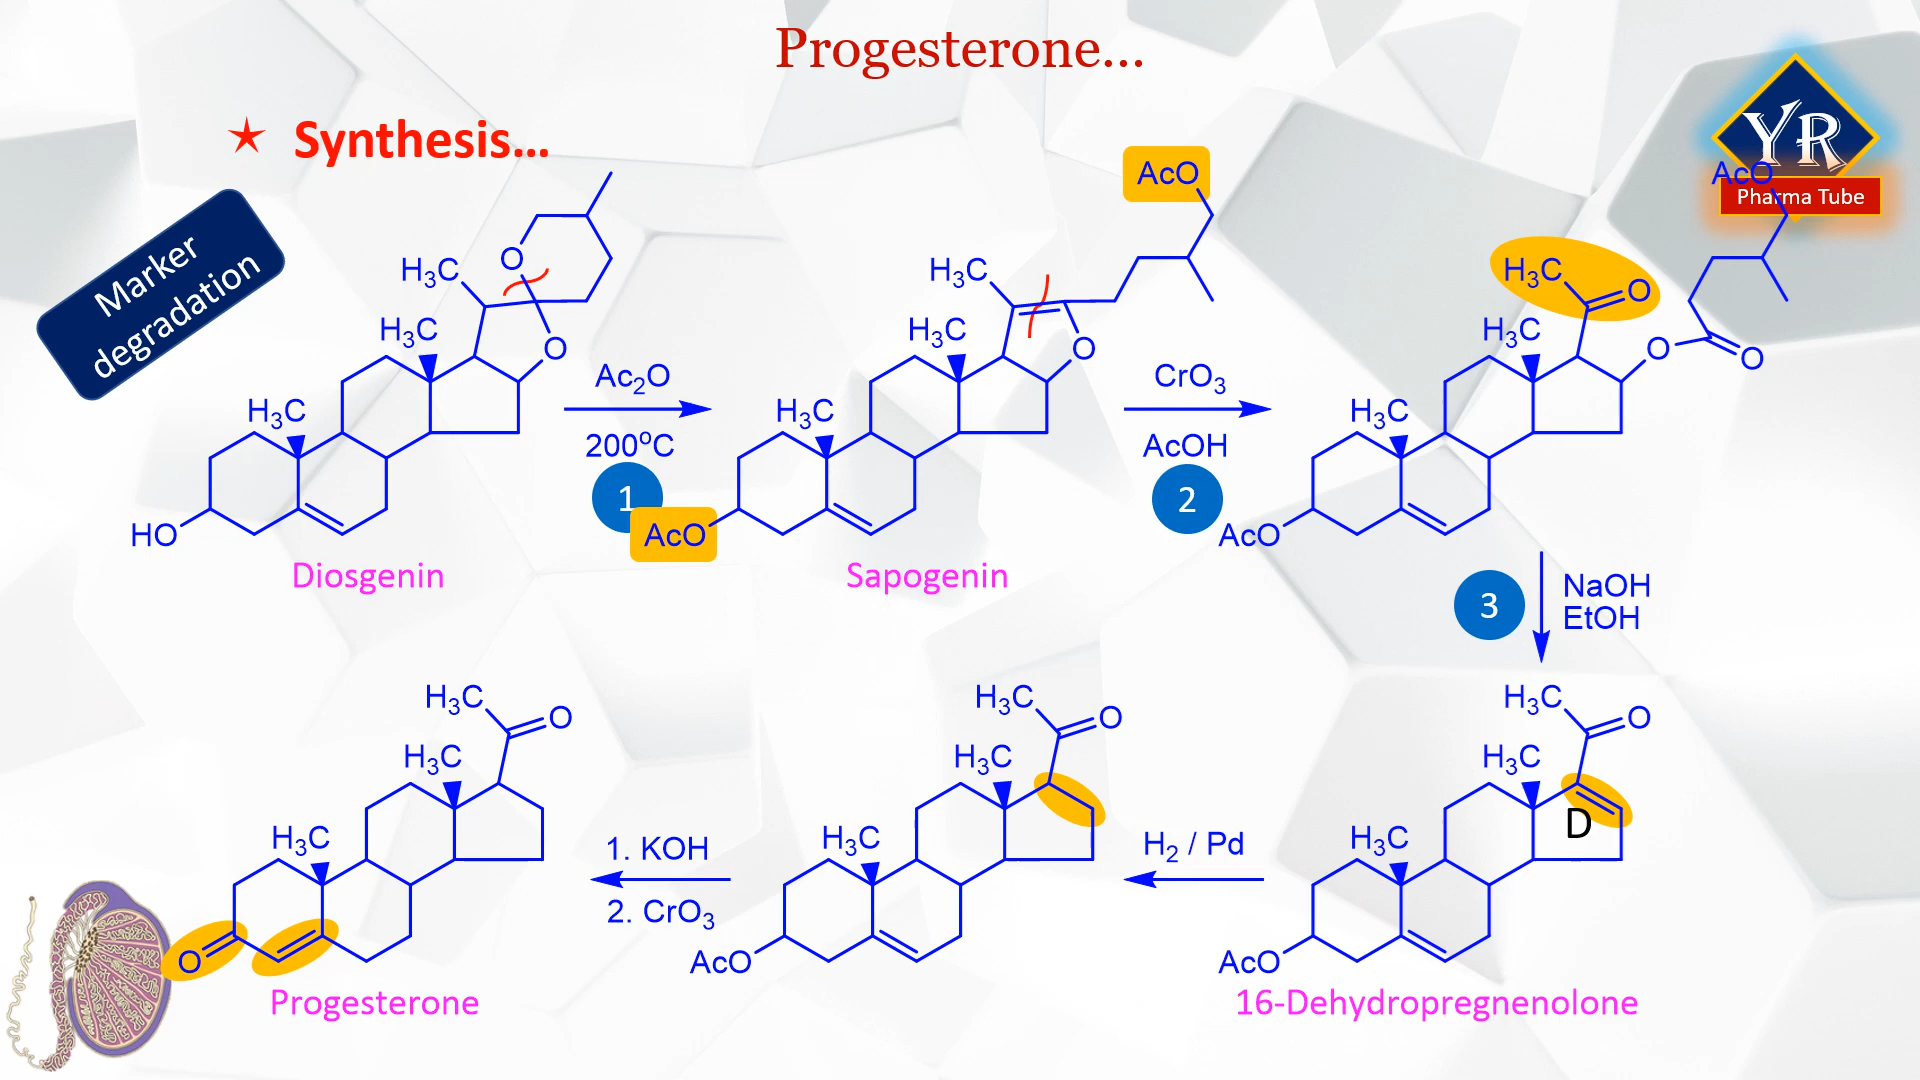 Progesterone...
★ Synthesis...
YR
Pharma Tube
Marker
degradation
H₃C
O
H₃C
O
H₃C
HO
Diosgenin
Ac₂O
200°C
1
AcO
H₃C
H₃C
O
H₃C
AcO
Sapogenin
CrO₃
AcOH
2
AcO
H₃C
O
H₃C
O
O
H₃C
AcO
3
NaOH
EtOH
H₃C
O
H₃C
D
H₃C
AcO
16-Dehydropregnenolone
H₂ / Pd
H₃C
O
H₃C
H₃C
AcO
1. KOH
2. CrO₃
H₃C
O
H₃C
H₃C
O
Progesterone